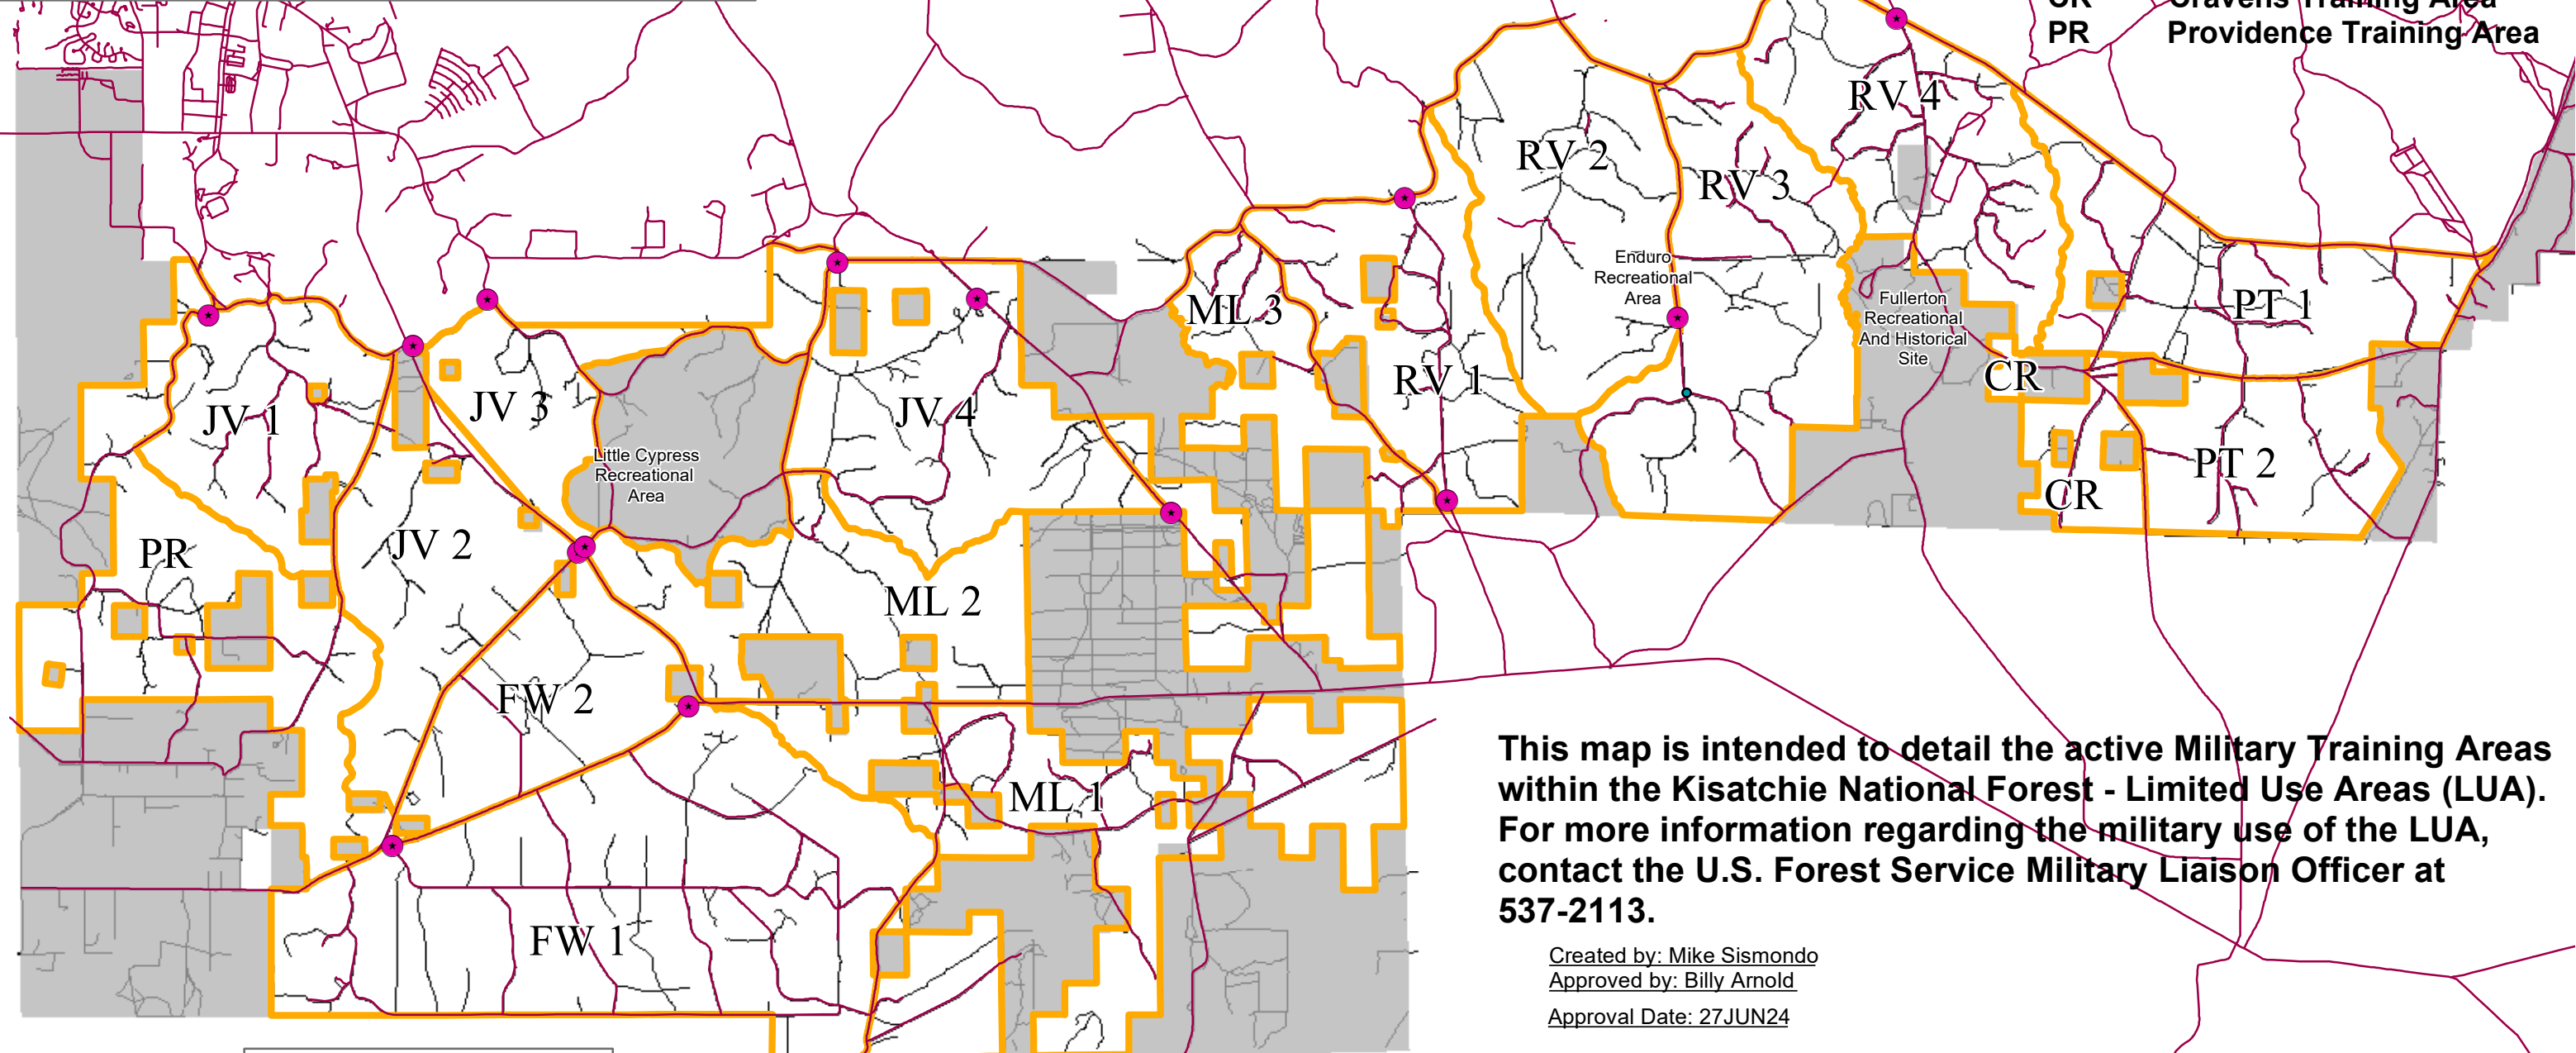 CR Cravens Training Area
PR Providence Training Area
RV 4
RV 2
RV 3
Enduro
Recreational
Area
ML 3
PT 1
Fullerton
Recreational
And Historical
Site
RV 1
CR
JV 1
JV 3
JV 4
Little Cypress
Recreational
Area
PT 2
CR
PR
JV 2
ML 2
FW 2
ML 1
FW 1
This map is intended to detail the active Military Training Areas
within the Kisatchie National Forest - Limited Use Areas (LUA).
For more information regarding the military use of the LUA,
contact the U.S. Forest Service Military Liaison Officer at
537-2113.
Created by: Mike Sismondo
Approved by: Billy Arnold
Approval Date: 27JUN24